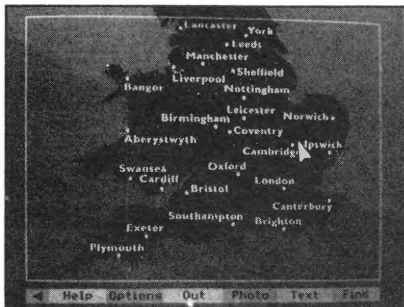 Lancaster
York
Leeds
Manchester
Liverpool
Sheffield
Bangor
Nottingham
Leicester
Norwich
Birmingham
Coventry
Aberystwyth
Cambridge
Ipswich
Swansea
Oxford
Cardiff
London
Bristol
Canterbury
Southampton
Brighton
Exeter
Plymouth
Help Options Out Photo Text Find